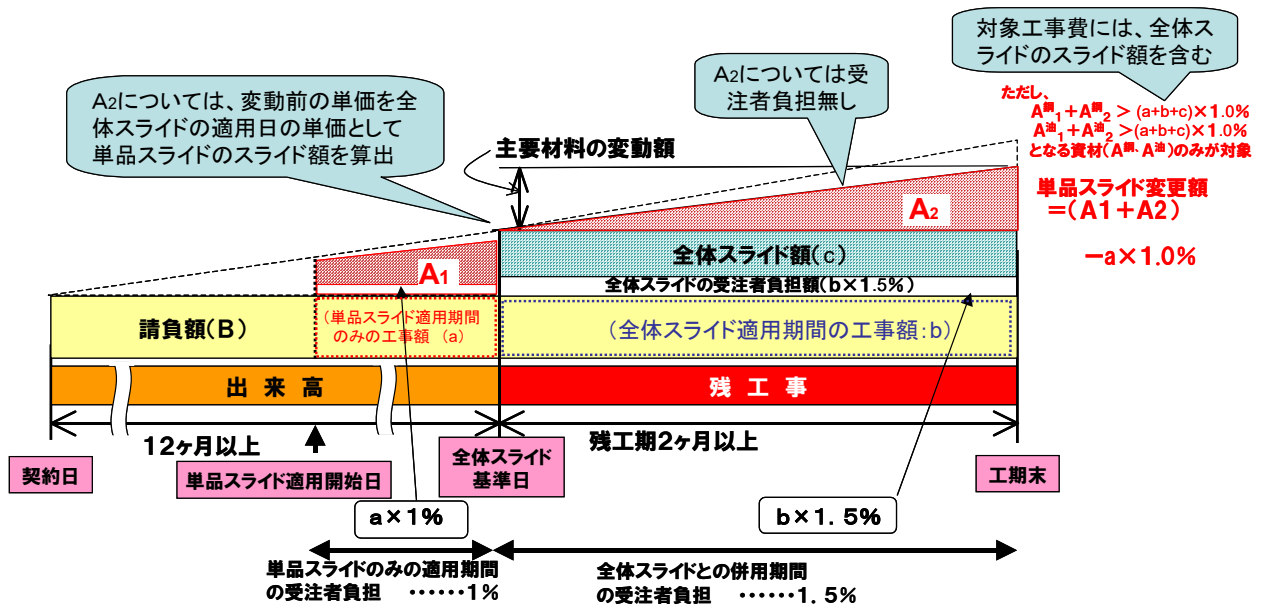 対象工事費には、全体ス
ライドのスライド額を含む
A2については受
注者負担無し
A2については、変動前の単価を全
体スライドの適用日の単価として
単品スライドのスライド額を算出
ただし、
A鋼1+A鋼2 > (a+b+c)×1.0%
A油1+A油2 >(a+b+c)×1.0%
となる資材(A鋼、A油)のみが対象
主要材料の変動額
単品スライド変更額
=(A1+A2)
-a×1.0%
A2
A1
全体スライド額(c)
全体スライドの受注者負担額(b×1.5%)
請負額(B)
(単品スライド適用期間
のみの工事額 (a)
(全体スライド適用期間の工事額:b)
出 来 高
残 工 事
12ヶ月以上
残工期2ヶ月以上
契約日
単品スライド適用開始日
全体スライド
基準日
工期末
a×1%
b×1.5%
単品スライドのみの適用期間
の受注者負担 ……1%
全体スライドとの併用期間
の受注者負担 ……1.5%